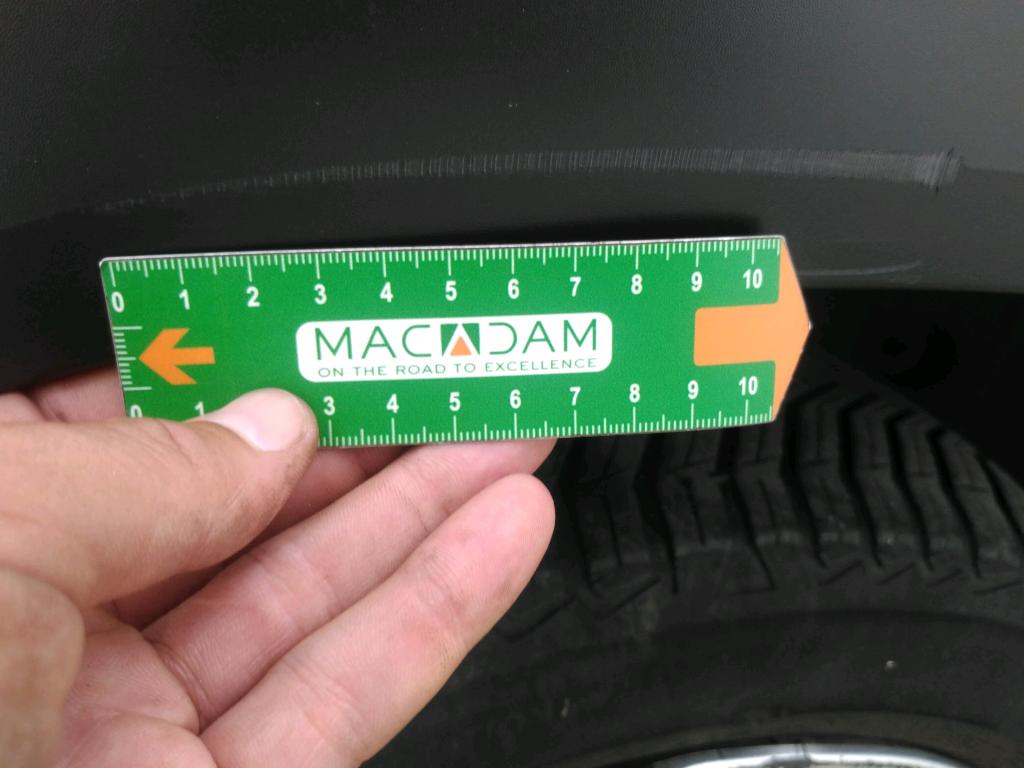 0 1 2 3 4 5 6 7 8 9 10
MACADAM
ON THE ROAD TO EXCELLENCE
0 1 3 4 5 6 7 8 9 10